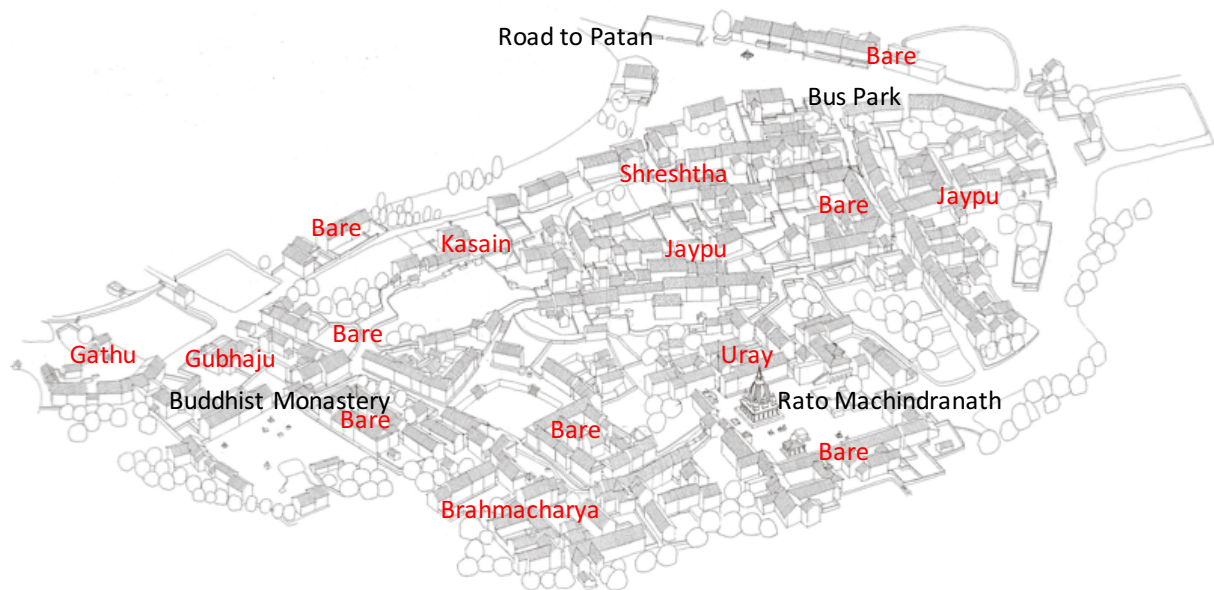 Road to Patan
Bare
Bus Park
Shreshtha
Bare
Jaypu
Bare
Kasain
Jaypu
Bare
Gathu
Gubhaju
Uray
Buddhist Monastery
Rato Machindranath
Bare
Bare
Bare
Brahmacharya